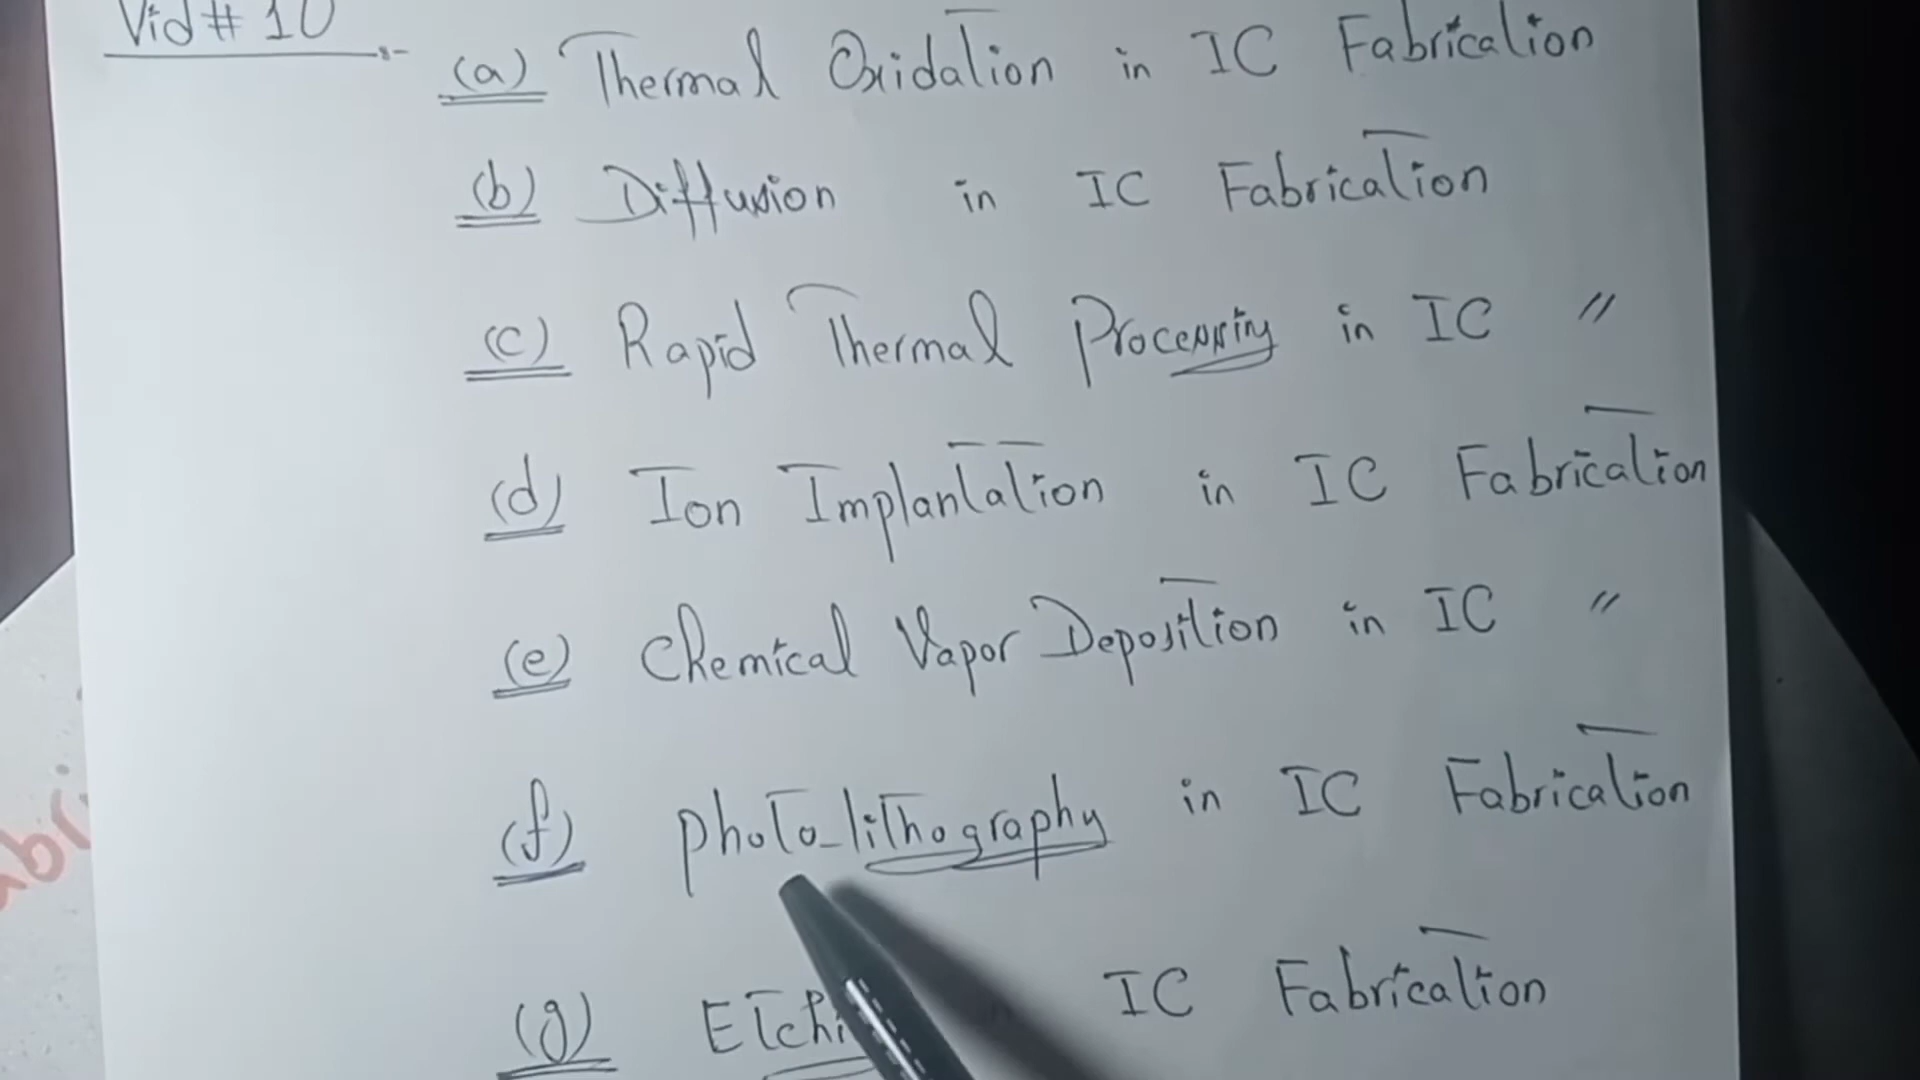 Vid # 10 :-
(a) Thermal Oxidation in IC Fabrication
(b) Diffusion in IC Fabrication
(c) Rapid Thermal Processing in IC "
(d) Ion Implantation in IC Fabrication
(e) Chemical Vapor Deposition in IC "
(f) Photo-lithography in IC Fabrication
(g) IC Fabrication